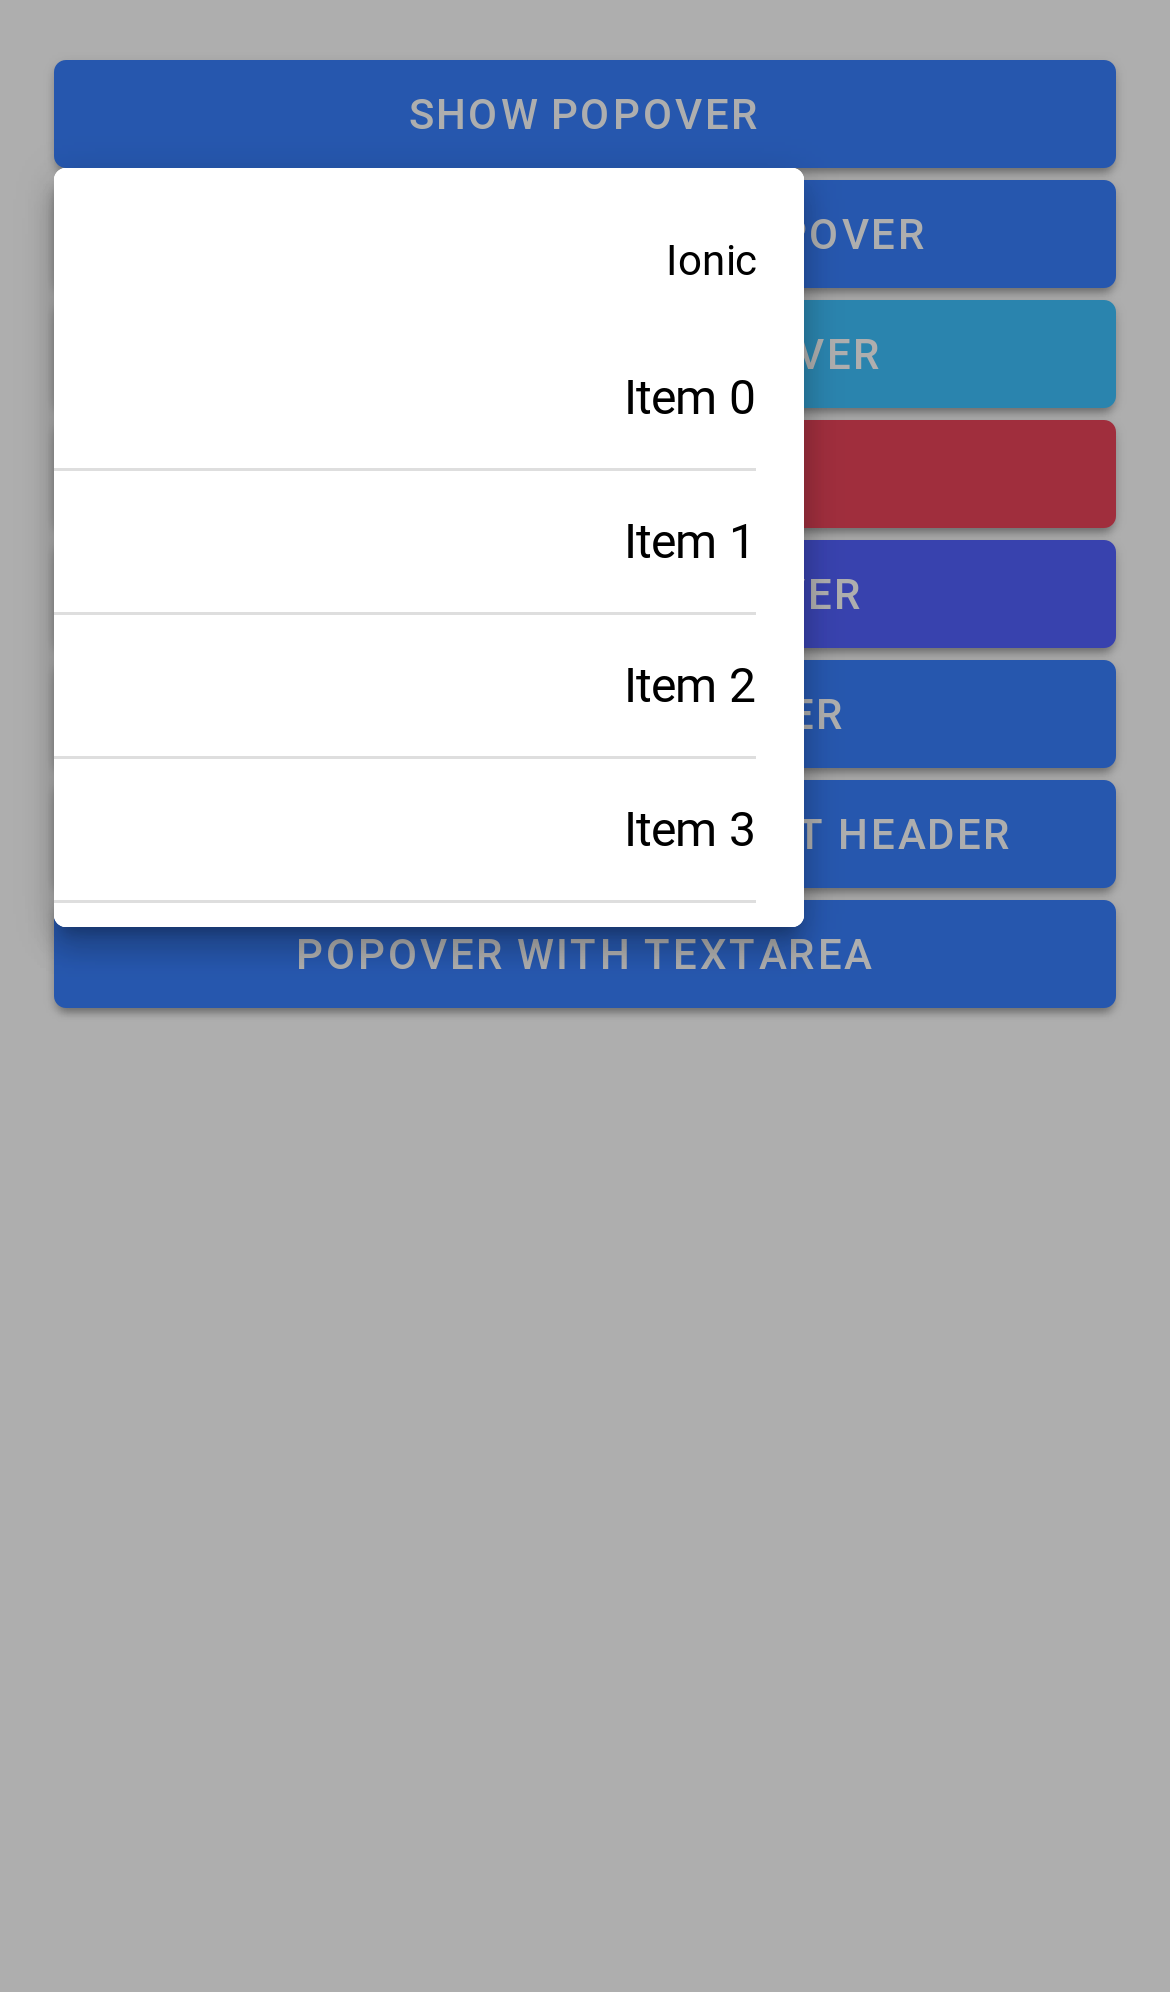 SHOW POPOVER
OVER
Ionic
VER
Item 0
Item 1
ER
Item 2
ER
T HEADER
Item 3
POPOVER WITH TEXTAREA